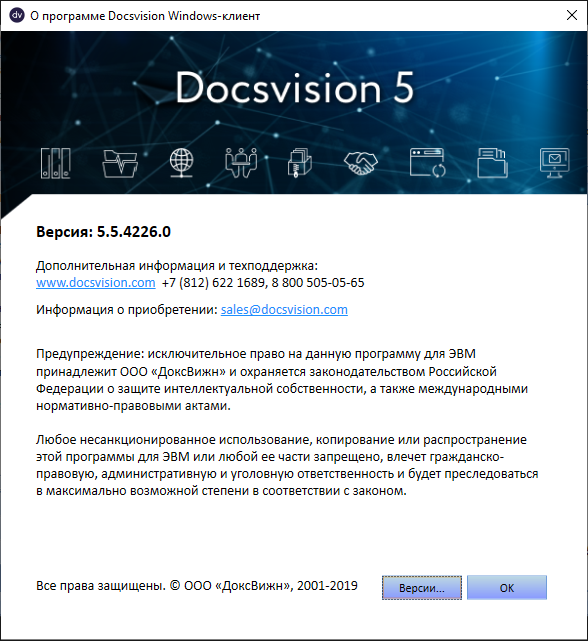 dv О программе Docsvision Windows-клиент
Docsvision 5
Версия: 5.5.4226.0
Дополнительная информация и техподдержка:
www.docsvision.com +7 (812) 622 1689, 8 800 505-05-65
Информация о приобретении: sales@docsvision.com
Предупреждение: исключительное право на данную программу для ЭВМ
принадлежит ООО «ДоксВижн» и охраняется законодательством Российской
Федерации о защите интеллектуальной собственности, а также международными
нормативно-правовыми актами.
Любое несанкционированное использование, копирование или распространение
этой программы для ЭВМ или любой ее части запрещено, влечет гражданско-
правовую, административную и уголовную ответственность и будет преследоваться
в максимально возможной степени в соответствии с законом.
Все права защищены. © ООО «ДоксВижн», 2001-2019
Версии...
OK